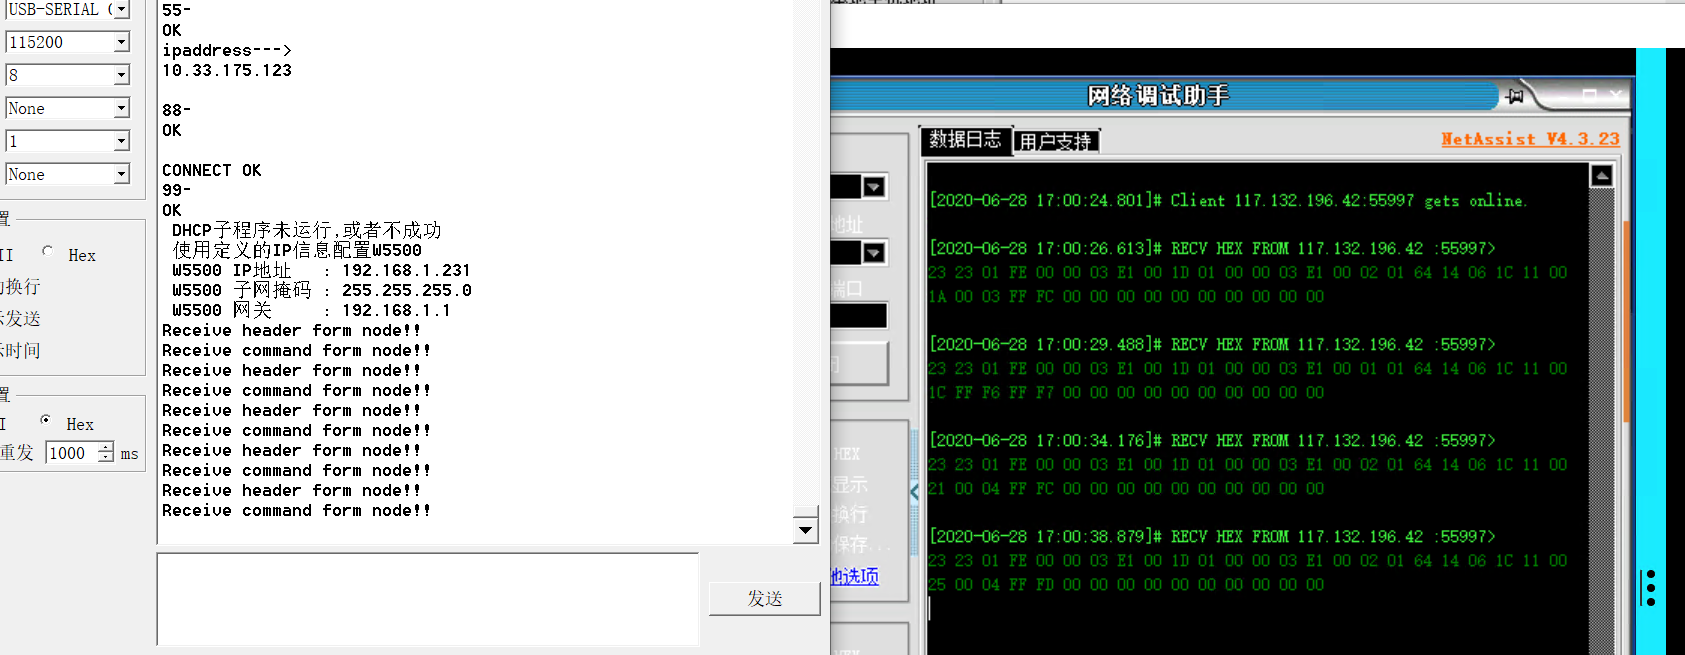 USB-SERIAL (
115200
8
None
1
None
置
II
Hex
换行
发送
时间
置
I
Hex
重发
1000
ms
55-
OK
ipaddress--->
10.33.175.123
88-
OK
CONNECT OK
99-
OK
DHCP子程序未运行,或者不成功
使用定义的IP信息配置W5500
W5500 IP地址 : 192.168.1.231
W5500 子网掩码 : 255.255.255.0
W5500 网关 : 192.168.1.1
Receive header form node!!
Receive command form node!!
Receive header form node!!
Receive command form node!!
Receive header form node!!
Receive command form node!!
Receive header form node!!
Receive command form node!!
Receive header form node!!
Receive command form node!!
发送
网络调试助手
数据日志
用户支持
NetAssist V4.3.23
地址
端口
HEX
显示
换行
保存...
选项
HEX
[2020-06-28 17:00:24.801]# Client 117.132.196.42:55997 gets online.
[2020-06-28 17:00:26.613]# RECV HEX FROM 117.132.196.42 :55997>
23 23 01 FE 00 00 03 E1 00 1D 01 00 00 03 E1 00 02 01 64 14 06 1C 11 00
1A 00 03 FF FC 00 00 00 00 00 00 00 00 00 00
[2020-06-28 17:00:29.488]# RECV HEX FROM 117.132.196.42 :55997>
23 23 01 FE 00 00 03 E1 00 1D 01 00 00 03 E1 00 01 01 64 14 06 1C 11 00
1C FF F6 FF F7 00 00 00 00 00 00 00 00 00 00
[2020-06-28 17:00:34.176]# RECV HEX FROM 117.132.196.42 :55997>
23 23 01 FE 00 00 03 E1 00 1D 01 00 00 03 E1 00 02 01 64 14 06 1C 11 00
21 00 04 FF FC 00 00 00 00 00 00 00 00 00 00
[2020-06-28 17:00:38.879]# RECV HEX FROM 117.132.196.42 :55997>
23 23 01 FE 00 00 03 E1 00 1D 01 00 00 03 E1 00 02 01 64 14 06 1C 11 00
25 00 04 FF FD 00 00 00 00 00 00 00 00 00 00